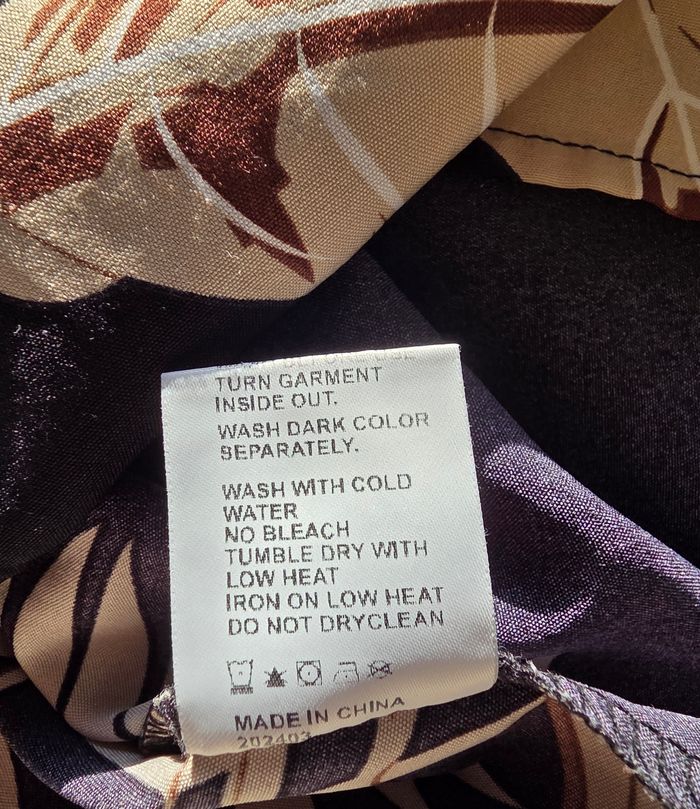 TURN GARMENT
INSIDE OUT.
WASH DARK COLOR
SEPARATELY.
WASH WITH COLD
WATER
NO BLEACH
TUMBLE DRY WITH
LOW HEAT
IRON ON LOW HEAT
DO NOT DRYCLEAN
MADE IN CHINA
202403